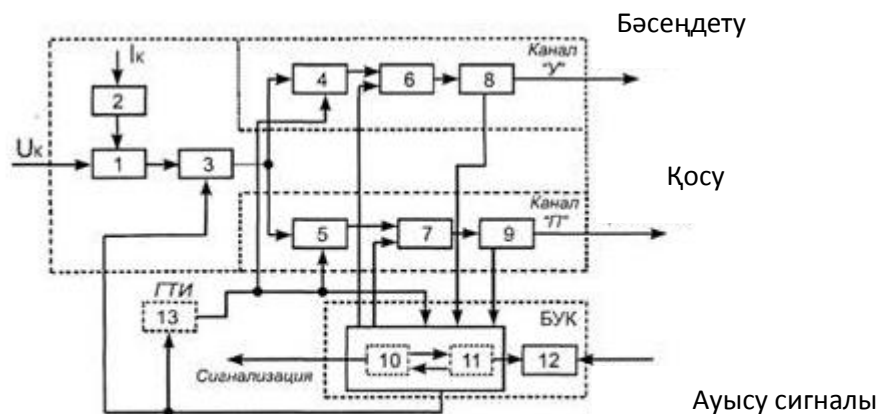 Бәсеңдету
Канал
"У"
Iк
4
6
8
2
Uк
1
3
Қосу
Канал
"П"
5
7
9
ГТИ
13
БУК
10
11
12
Сигнализация
Ауысу сигналы